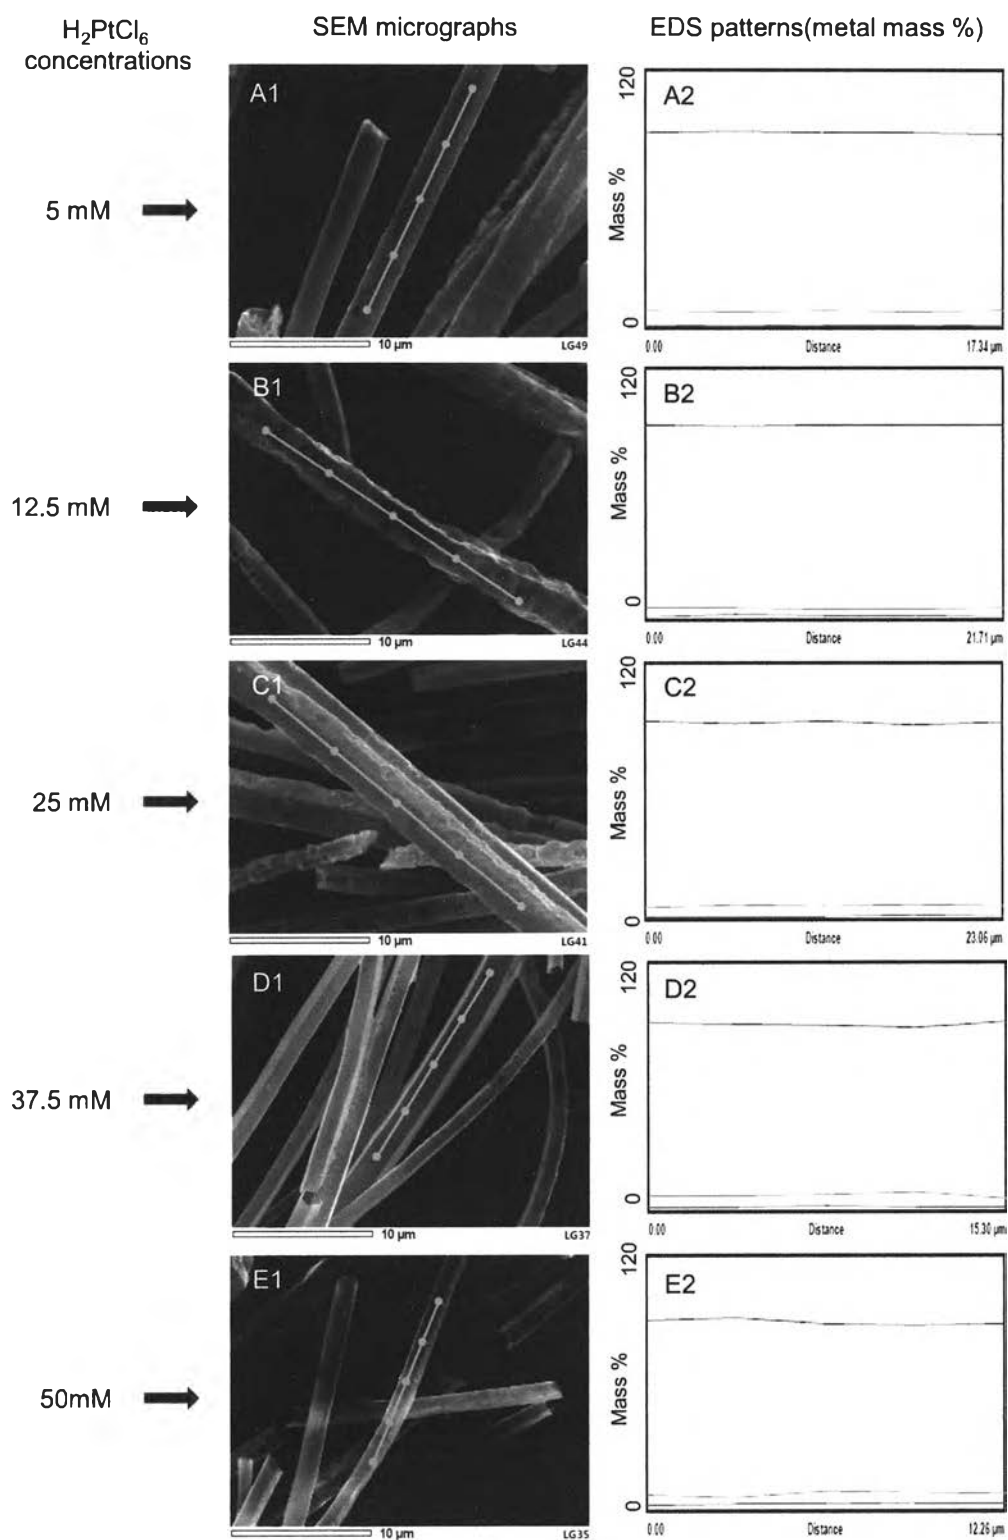 H₂PtCl₆
concentrations
SEM micrographs
EDS patterns(metal mass %)
5 mM
A1
10 µm
LG49
A2
120
Mass %
0
0.00
Distance
17.34 µm
12.5 mM
B1
10 µm
LG44
B2
120
Mass %
0
0.00
Distance
21.71 µm
25 mM
C1
10 µm
LG41
C2
120
Mass %
0
0.00
Distance
23.06 µm
37.5 mM
D1
10 µm
LG37
D2
120
Mass %
0
0.00
Distance
15.30 µm
50mM
E1
10 µm
LG35
E2
120
Mass %
0
0.00
Distance
12.26 µm